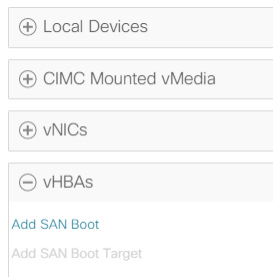 Local Devices
CIMC Mounted vMedia
vNICs
vHBAs
Add SAN Boot
Add SAN Boot Target